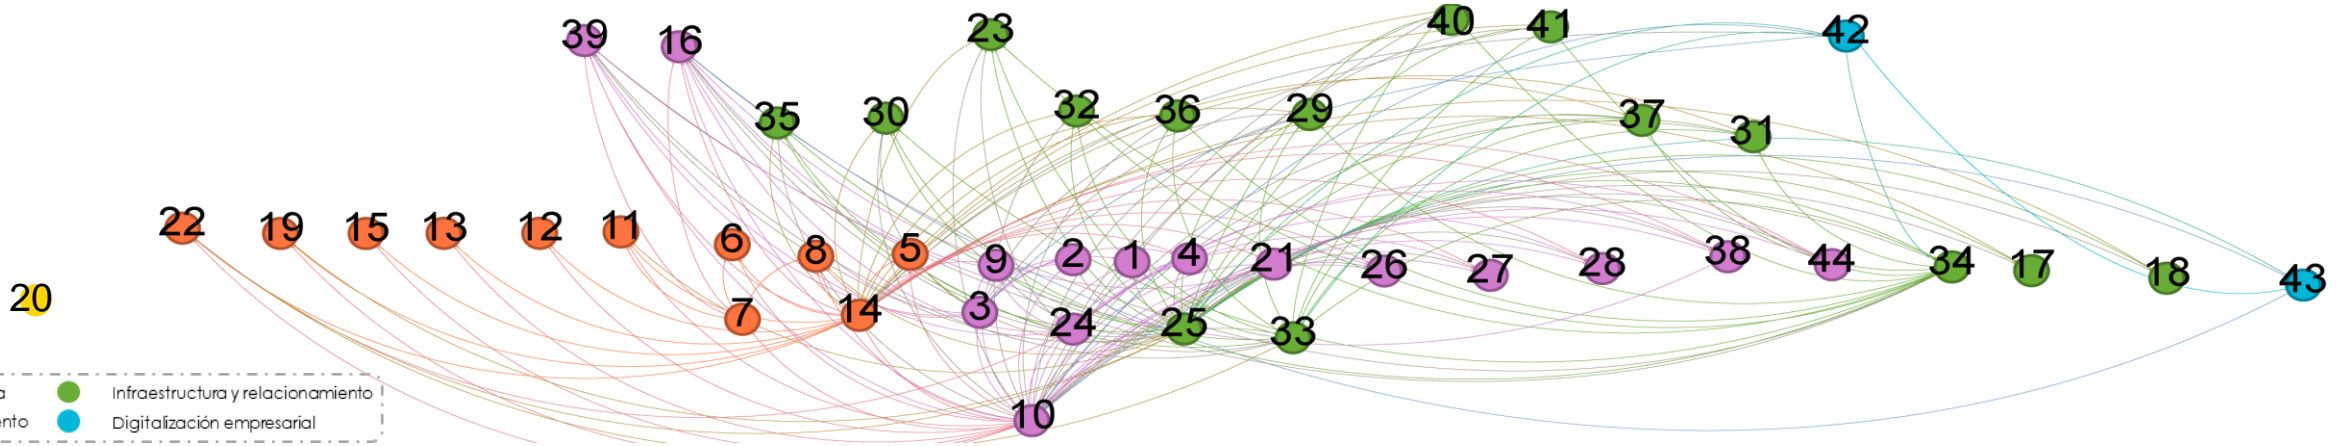 39 16 23 40 41 42
35 30 32 36 29 37 31
22 19 15 13 12 11 6 8 5 9 2 1 4 21 26 27 28 38 44 34 17 18 43
20 7 14 3 24 25 33
a Infraestructura y relacionamiento
nto Digitalización empresarial
10